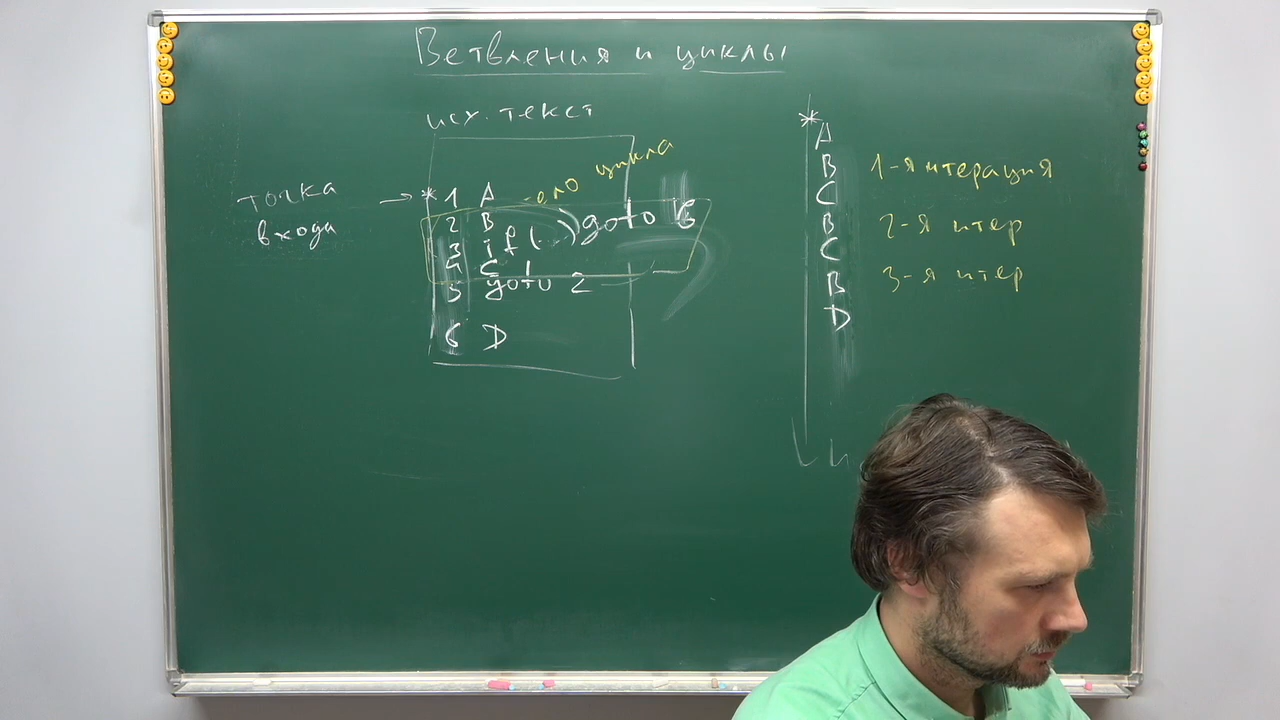 Ветвления и циклы
исх. текст
тело цикла
точка
входа
* 1 A
2 B
3 if (...) goto 6
4 C
5 goto 2
6 D
*
A
B
C
B
C
B
D
1-я итерация
2-я итер
3-я итер